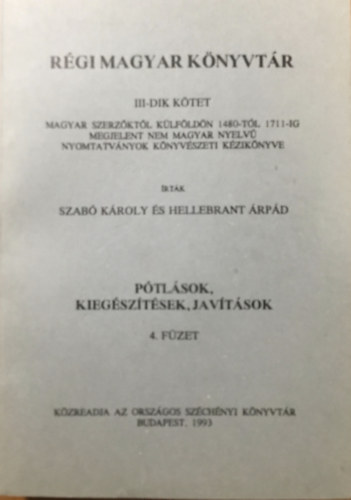 RÉGI MAGYAR KÖNYVTÁR
III-DIK KÖTET
MAGYAR SZERZŐKTŐL KÜLFÖLDÖN 1480-TÓL 1711-IG
MEGJELENT NEM MAGYAR NYELVŰ
NYOMTATVÁNYOK KÖNYVÉSZETI KÉZIKÖNYVE
ÍRTÁK
SZABÓ KÁROLY ÉS HELLEBRANT ÁRPÁD
PÓTLÁSOK,
KIEGÉSZÍTÉSEK, JAVÍTÁSOK
4. FÜZET
KÖZREADJA AZ ORSZÁGOS SZÉCHÉNYI KÖNYVTÁR
BUDAPEST, 1993